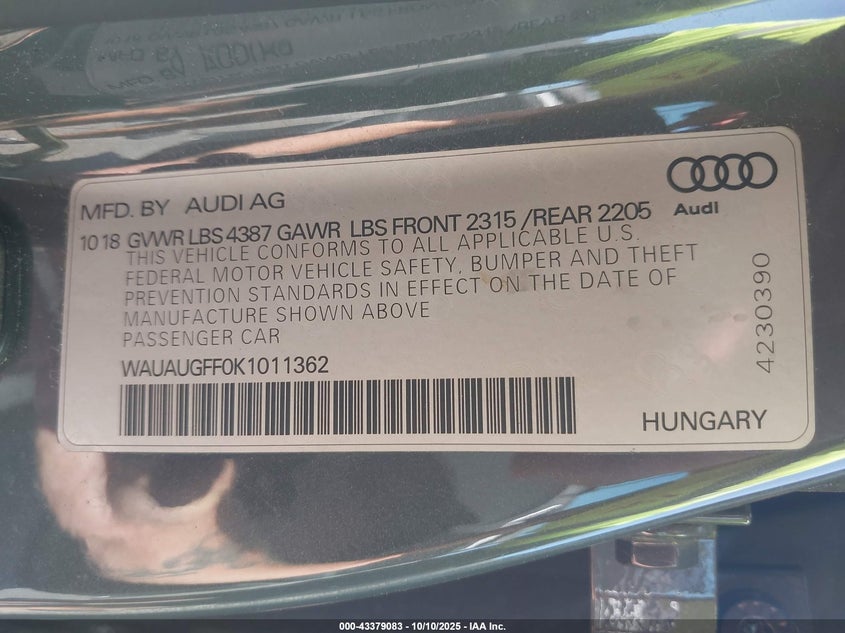 MFD. BY AUDI AG
Audi
10 18 GVWR LBS 4387 GAWR LBS FRONT 2315 /REAR 2205
THIS VEHICLE CONFORMS TO ALL APPLICABLE U.S.
FEDERAL MOTOR VEHICLE SAFETY, BUMPER AND THEFT
PREVENTION STANDARDS IN EFFECT ON THE DATE OF
MANUFACTURE SHOWN ABOVE
PASSENGER CAR
4230390
WAUAUGFF0K1011362
HUNGARY
000-43379083 - 10/10/2025 - IAA Inc.